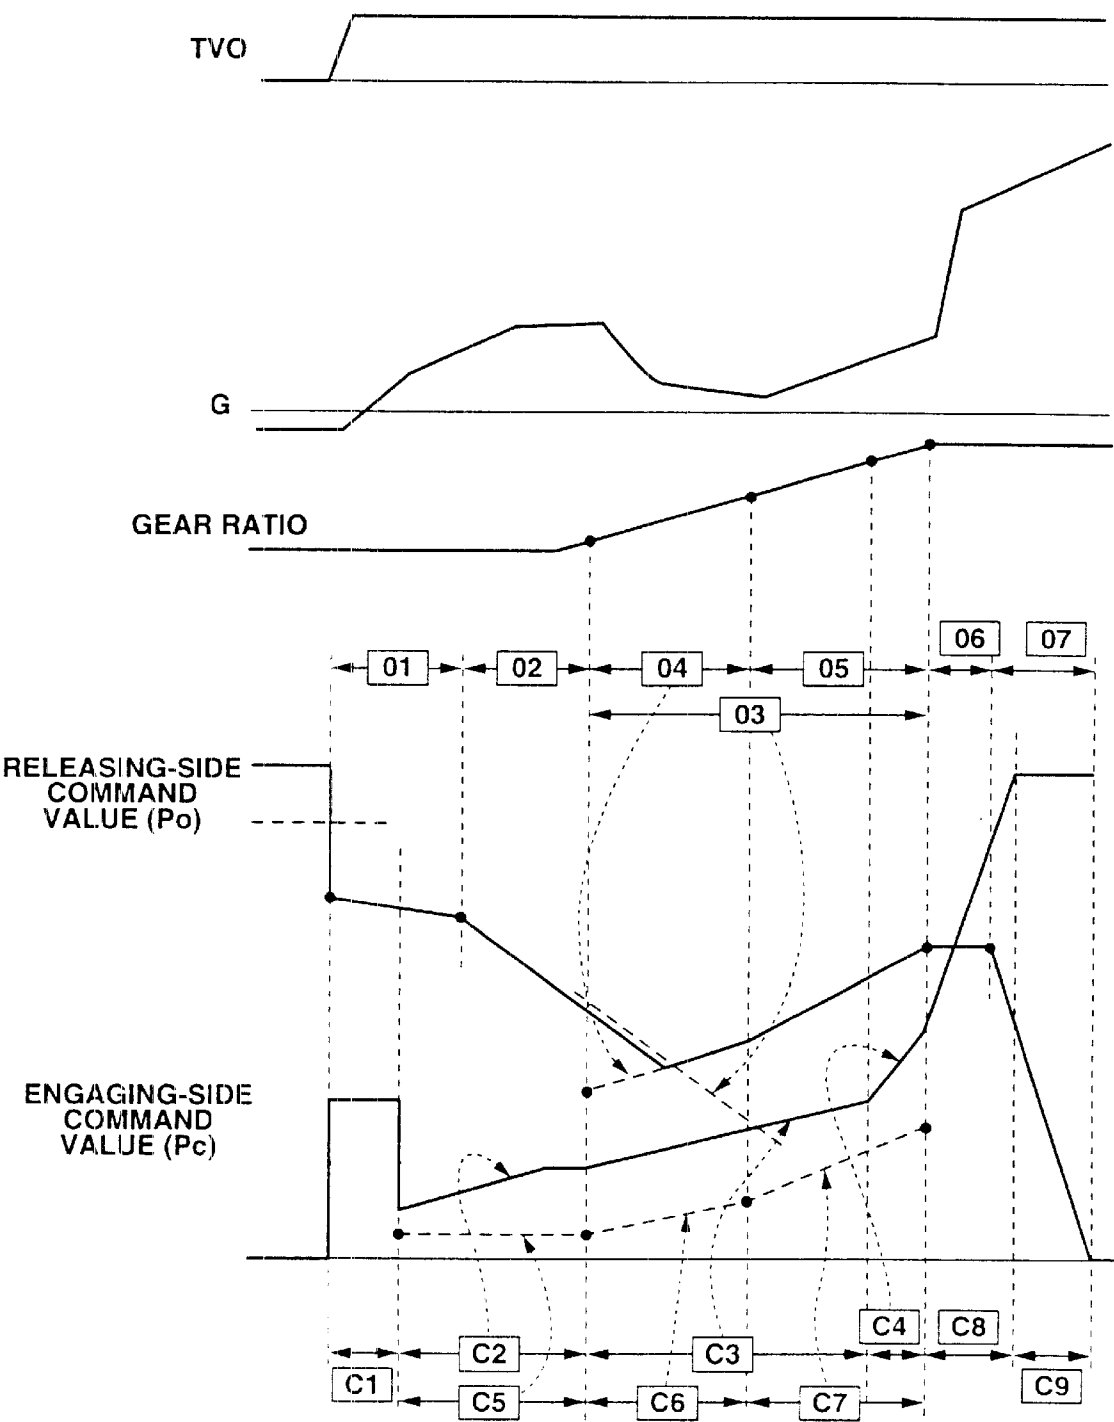 TVO
G
GEAR RATIO
06
07
01
02
04
05
03
RELEASING-SIDE
COMMAND
VALUE (Po)
ENGAGING-SIDE
COMMAND
VALUE (Pc)
C4
C8
C2
C3
C1
C9
C5
C6
C7